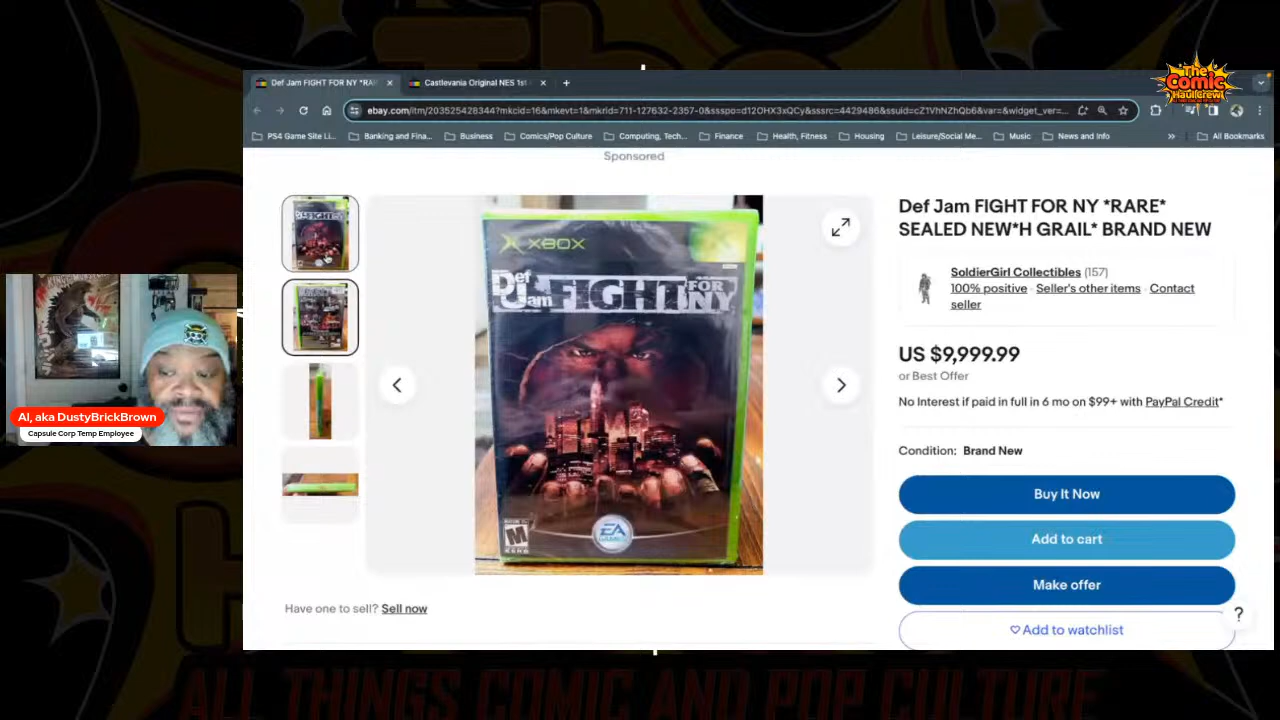 The
Comic
Def Jam FIGHT FOR NY *RAR
Castlevania Original NES 1st
ebay.com/itm/203525428344?mkcid=16&mkevt=1&mkrid=711-127632-2357-0&ssspo=d12OHX3xQCy&sssrc=4429486&ssuid=cZ1VhNZhQb6&var=&widget_ver=...
PS4 Game Site Li...
Banking and Fina...
Business
Comics/Pop Culture
Computing, Tech...
Finance
Health, Fitness
Housing
Leisure/Social Me...
Music
News and Info
»
All Bookmarks
Sponsored
XBOX
Def Jam FIGHT FOR NY
M
EA
GAMES
Def Jam FIGHT FOR NY *RARE*
SEALED NEW*H GRAIL* BRAND NEW
SoldierGirl Collectibles (157)
100% positive · Seller's other items · Contact
seller
US $9,999.99
or Best Offer
No Interest if paid in full in 6 mo on $99+ with PayPal Credit*
Condition: Brand New
Buy It Now
Add to cart
Make offer
Add to watchlist
?
Have one to sell? Sell now
Al, aka DustyBrickBrown
Capsule Corp Temp Employee
ALL THINGS COMIC AND POP CULTURE